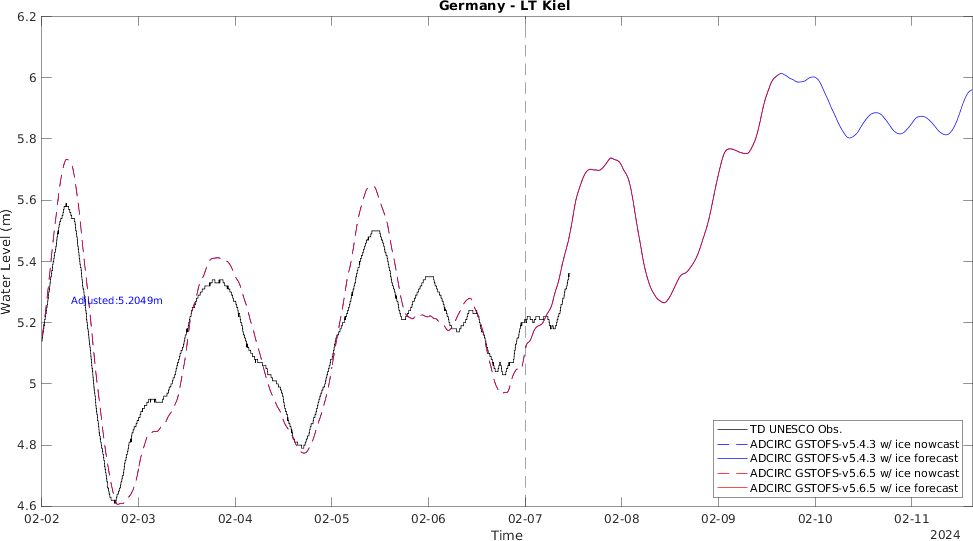 Germany - LT Kiel
6.2
6
5.8
5.6
5.4
5.2
5
4.8
4.6
Water Level (m)
Adjusted:5.2049m
TD UNESCO Obs.
ADCIRC GSTOFS-v5.4.3 w/ ice nowcast
ADCIRC GSTOFS-v5.4.3 w/ ice forecast
ADCIRC GSTOFS-v5.6.5 w/ ice nowcast
ADCIRC GSTOFS-v5.6.5 w/ ice forecast
02-02 02-03 02-04 02-05 02-06 02-07 02-08 02-09 02-10 02-11
Time
2024